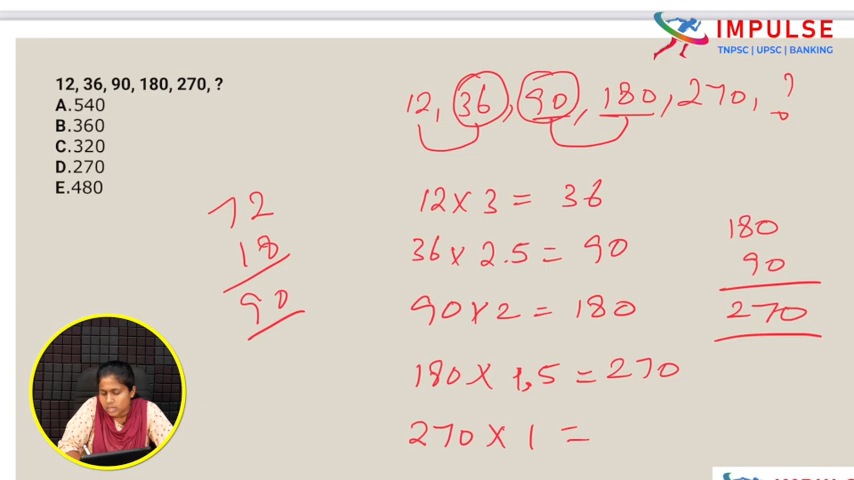 IMPULSE
TNPSC | UPSC | BANKING
12, 36, 90, 180, 270, ?
A.540
B.360
C.320
D.270
E.480
12, 36, 90, 180, 270, ?
72
18
90
12 × 3 = 36
36 × 2.5 = 90
90 × 2 = 180
180 × 1,5 = 270
270 × 1 =
180
90
270